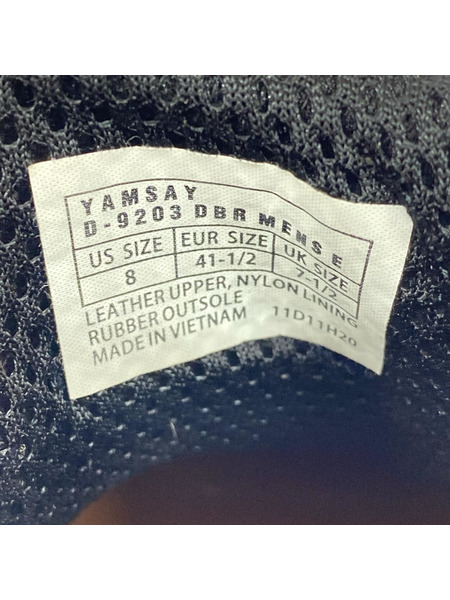 YAMSAY
D-9203 DBR MENS E
US SIZE EUR SIZE UK SIZE
8 41-1/2 7-1/2
LEATHER UPPER, NYLON LINING
RUBBER OUTSOLE
MADE IN VIETNAM 11D11H20